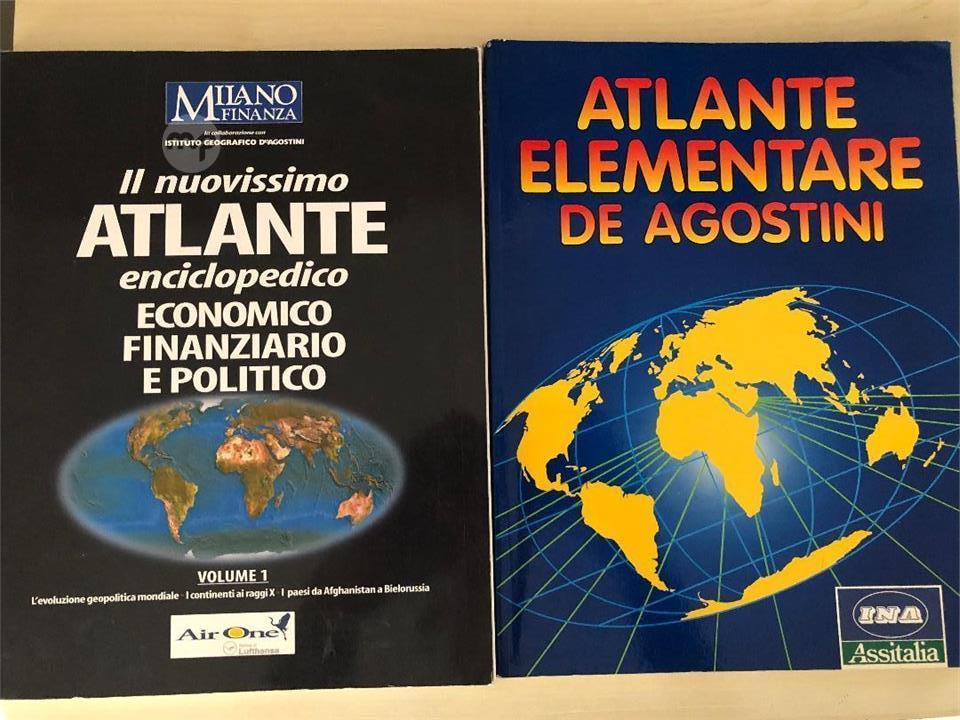 MILANO
FINANZA
in collaborazione con
ISTITUTO GEOGRAFICO DeAGOSTINI
Il nuovissimo
ATLANTE
enciclopedico
ECONOMICO
FINANZIARIO
E POLITICO
VOLUME 1
L'evoluzione geopolitica mondiale - I continenti ai raggi X - I paesi da Afghanistan a Bielorussia
Air One
Lufthansa
ATLANTE
ELEMENTARE
DE AGOSTINI
INA
Assitalia